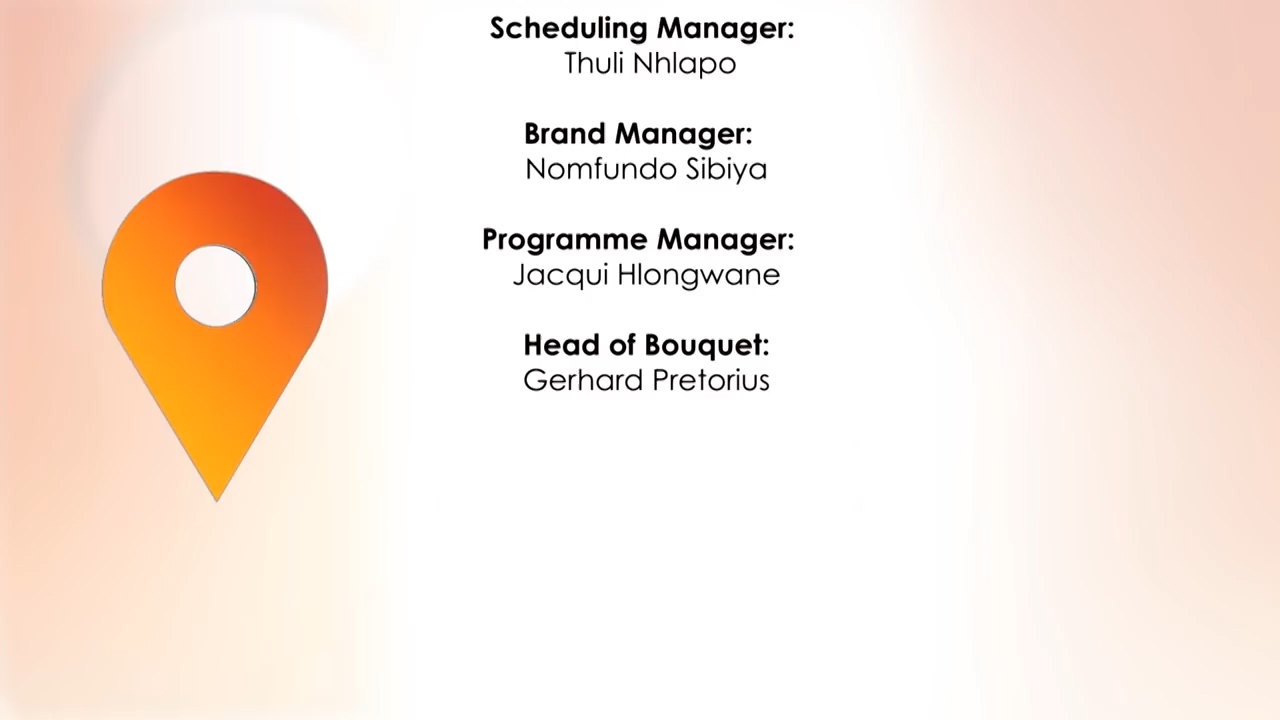 Scheduling Manager:
Thuli Nhlapo
Brand Manager:
Nomfundo Sibiya
Programme Manager:
Jacqui Hlongwane
Head of Bouquet:
Gerhard Pretorius